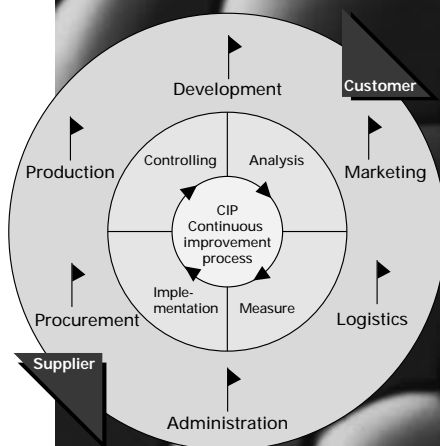 Development
Customer
Production
Controlling
Analysis
Marketing
CIP
Continuous
improvement
process
Procurement
Imple-
mentation
Measure
Logistics
Supplier
Administration